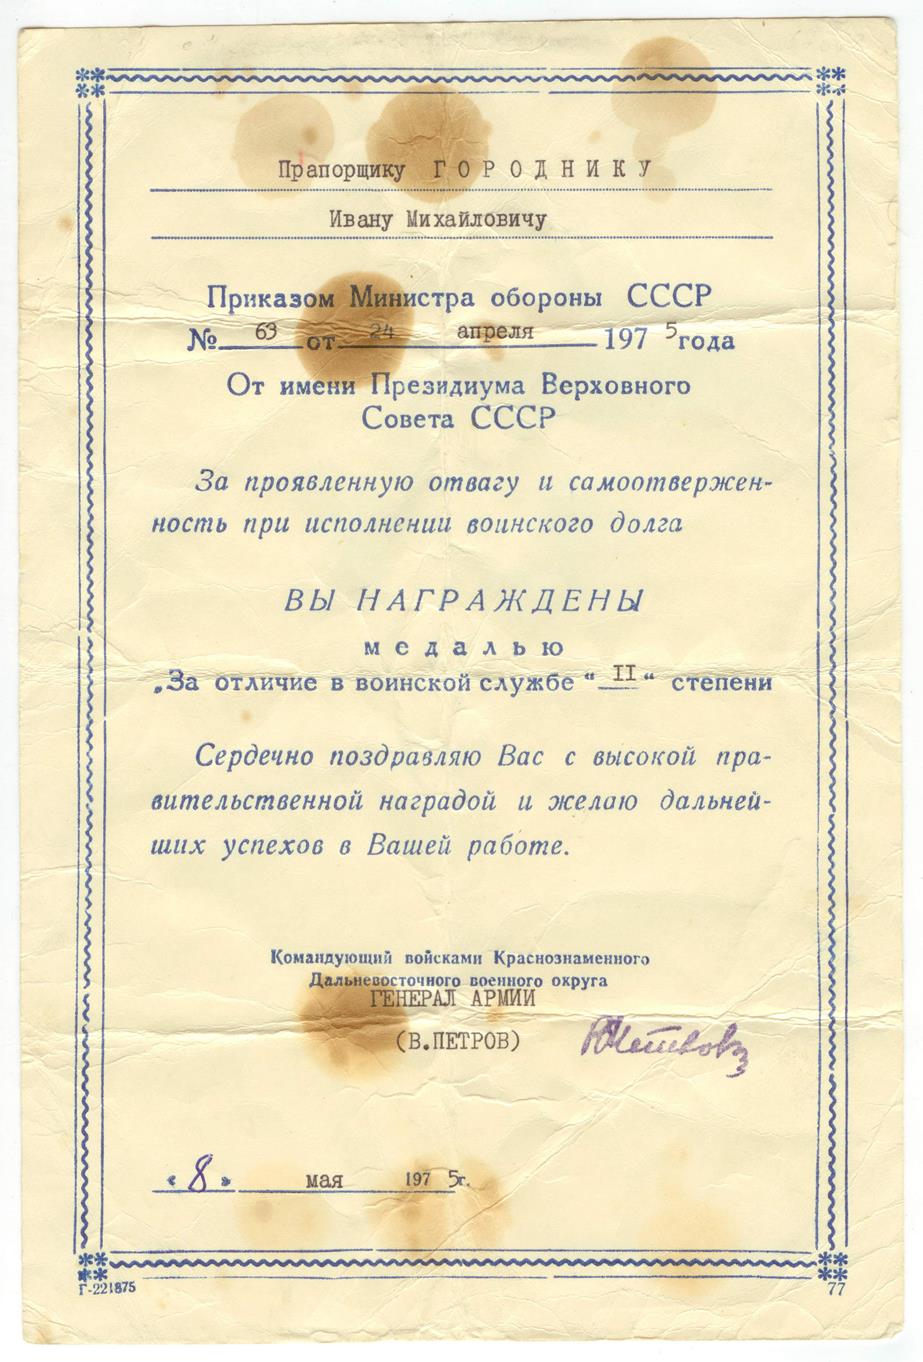 Прапорщику ГОРОДНИКУ
Ивану Михайловичу
Приказом Министра обороны СССР
№ 63 от 24 апреля 1975 года
От имени Президиума Верховного
Совета СССР
За проявленную отвагу и самоотвержен-
ность при исполнении воинского долга
ВЫ НАГРАЖДЕНЫ
медалью
„За отличие в воинской службе “ II “ степени
Сердечно поздравляю Вас с высокой пра-
вительственной наградой и желаю дальней-
ших успехов в Вашей работе.
Командующий войсками Краснознаменного
Дальневосточного военного округа
ГЕНЕРАЛ АРМИИ
(В.ПЕТРОВ)
« 8 » мая 1975г.
Г-221875 77